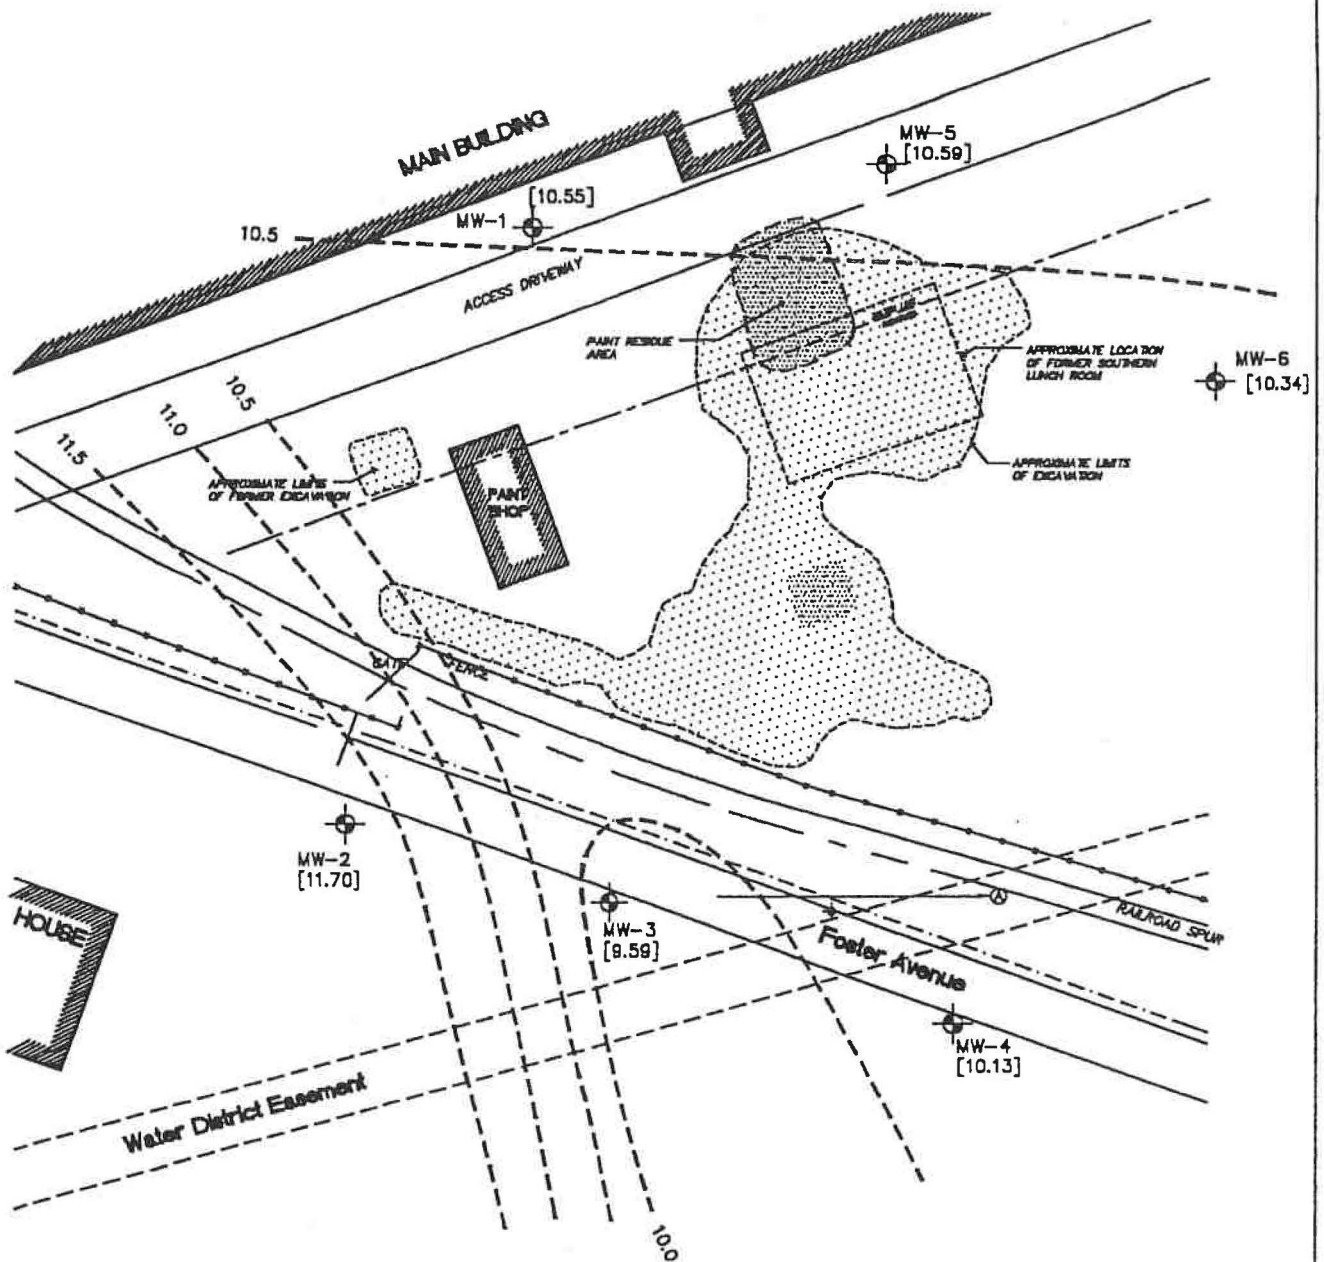 MAIN BUILDING
MW-5
[10.59]
[10.55]
MW-1
10.5
ACCESS DRIVEWAY
PAINT RESIDUE
AREA
APPROXIMATE LOCATION
OF FORMER SOUTHERN
LUNCH ROOM
MW-6
[10.34]
10.5
11.0
11.5
APPROXIMATE LIMITS
OF FORMER EXCAVATION
PAINT
SHOP
APPROXIMATE LIMITS
OF EXCAVATION
GATE
FENCE
MW-2
[11.70]
HOUSE
MW-3
[9.59]
RAILROAD SPUR
Foster Avenue
MW-4
[10.13]
Water District Easement
10.0